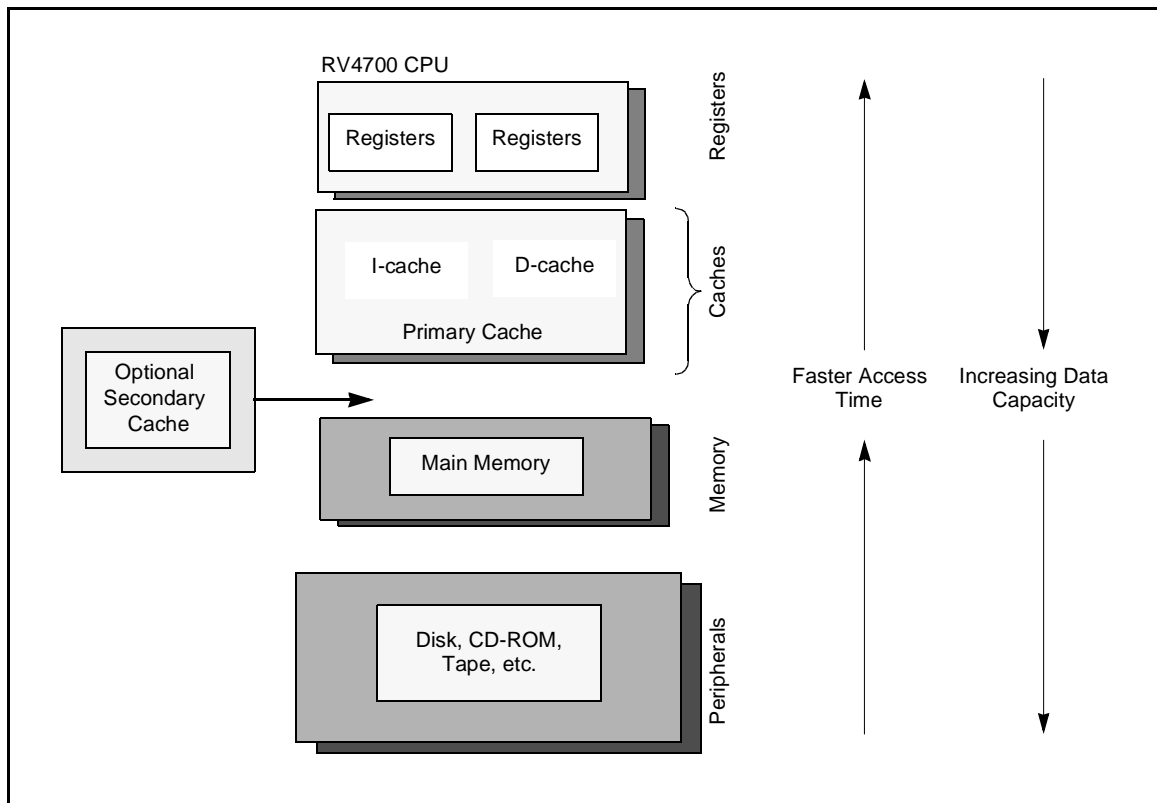 RV4700 CPU
Registers
Registers
Registers
I-cache
D-cache
Primary Cache
Caches
Optional
Secondary
Cache
Faster Access
Time
Increasing Data
Capacity
Main Memory
Memory
Disk, CD-ROM,
Tape, etc.
Peripherals